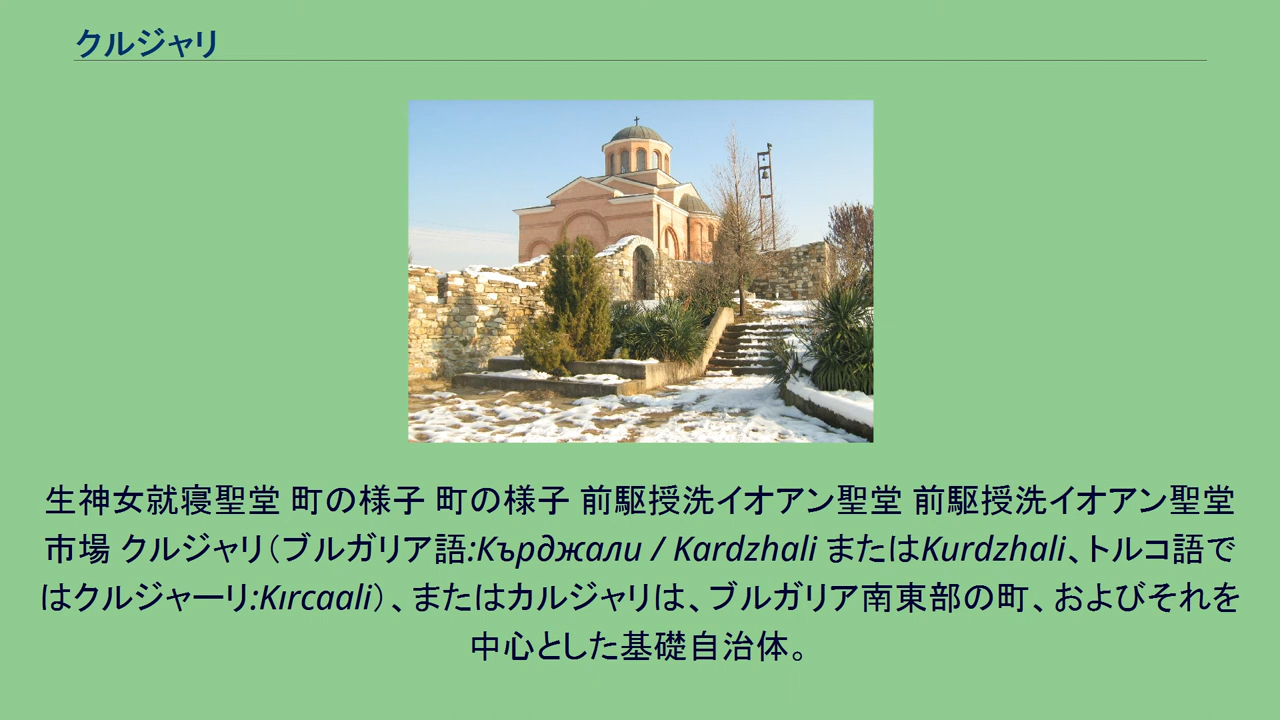 クルジャリ
生神女就寝聖堂 町の様子 町の様子 前駆授洗イオアン聖堂 前駆授洗イオアン聖堂
市場 クルジャリ（ブルガリア語:Кърджали / Kardzhali またはKurdzhali、トルコ語で
はクルジャーリ:Kırcaali）、またはカルジャリは、ブルガリア南東部の町、およびそれを
中心とした基礎自治体。